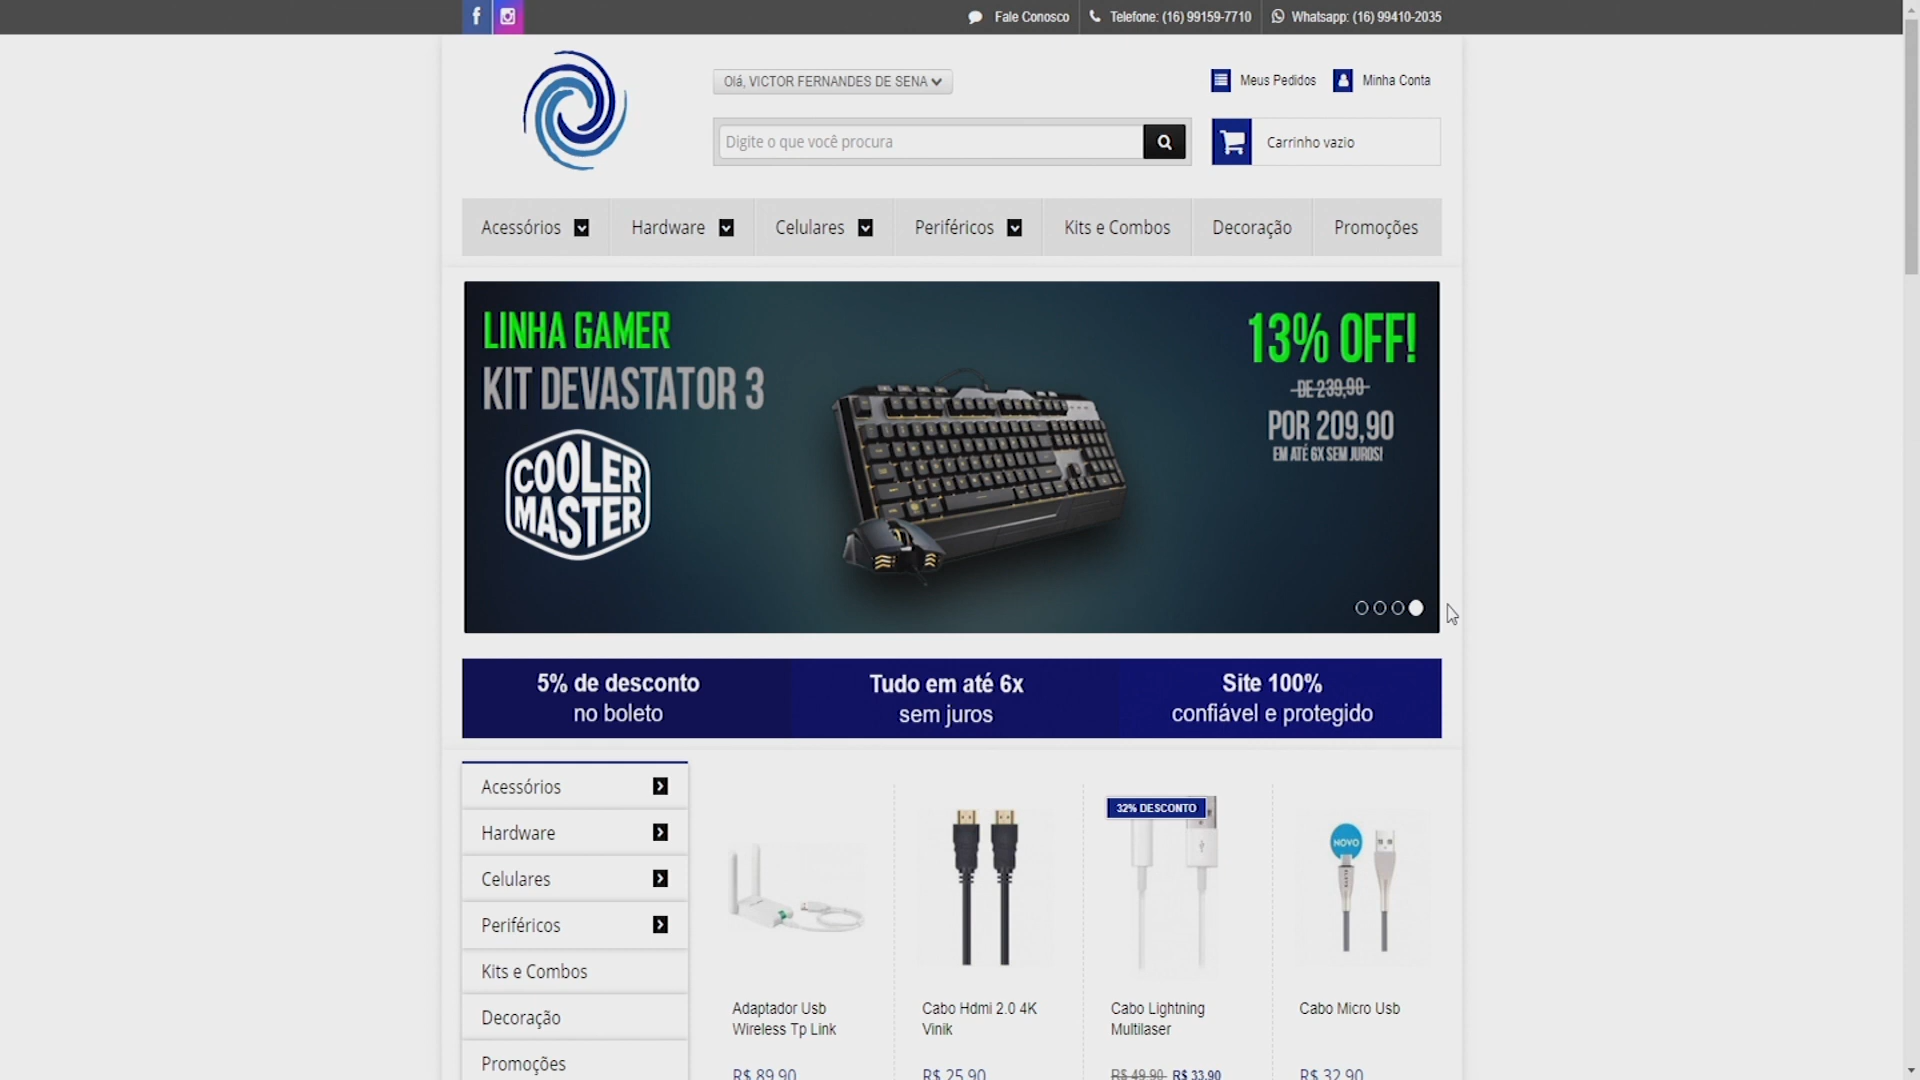 f
Fale Conosco
Telefone: (16) 99159-7710
Whatsapp: (16) 99410-2035
Olá, VICTOR FERNANDES DE SENA
Meus Pedidos
Minha Conta
Digite o que você procura
Carrinho vazio
Acessórios
Hardware
Celulares
Periféricos
Kits e Combos
Decoração
Promoções
LINHA GAMER
KIT DEVASTATOR 3
COOLER
MASTER
13% OFF!
DE 239,90
POR 209,90
EM ATÉ 6X SEM JUROS!
5% de desconto
no boleto
Tudo em até 6x
sem juros
Site 100%
confiável e protegido
Acessórios
Hardware
Celulares
Periféricos
Kits e Combos
Decoração
Promoções
Adaptador Usb
Wireless Tp Link
R$ 89,90
Cabo Hdmi 2.0 4K
Vinik
R$ 25,90
32% DESCONTO
Cabo Lightning
Multilaser
R$ 49,90 R$ 33,90
NOVO
Cabo Micro Usb
R$ 32,90